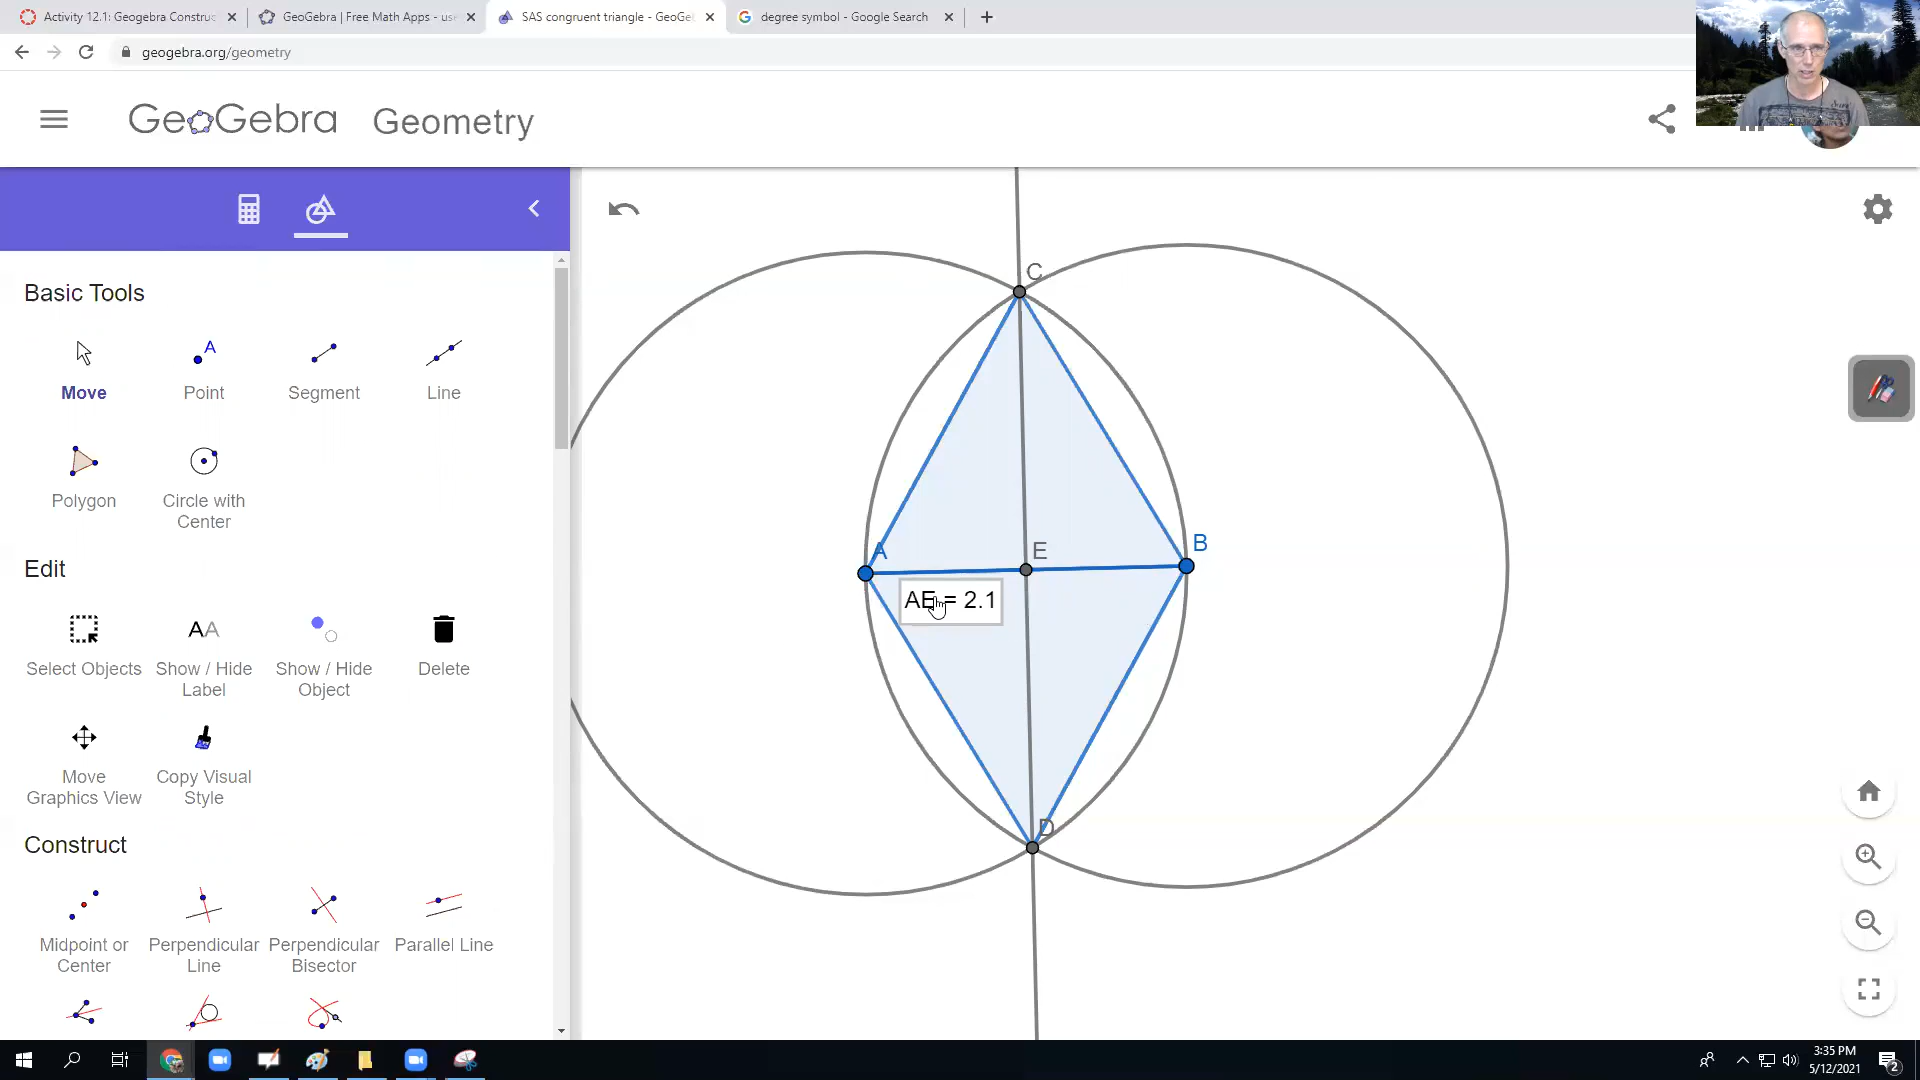 Activity 12.1: Geogebra Construc
GeoGebra | Free Math Apps - use
SAS congruent triangle - GeoGe
degree symbol - Google Search
geogebra.org/geometry
GeoGebra Geometry
Basic Tools
Move
Point
Segment
Line
Polygon
Circle with
Center
Edit
Select Objects
Show / Hide
Label
Show / Hide
Object
Delete
Move
Graphics View
Copy Visual
Style
Construct
Midpoint or
Center
Perpendicular
Line
Perpendicular
Bisector
Parallel Line
C
A
E
B
AE = 2.1
D
3:35 PM
5/12/2021
2